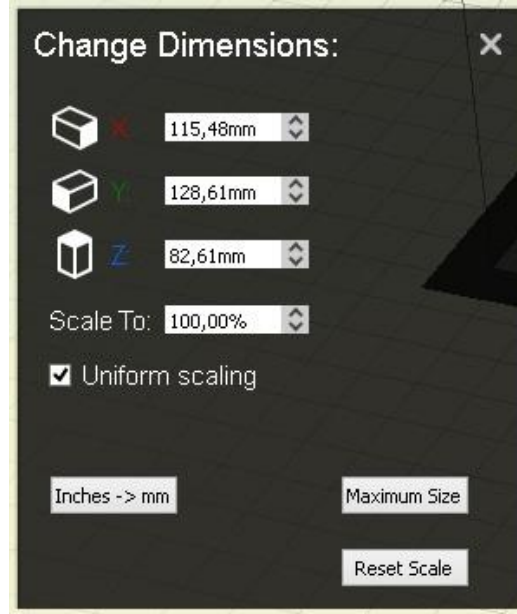 Change Dimensions:
X: 115,48mm
Y: 128,61mm
Z: 82,61mm
Scale To: 100,00%
Uniform scaling
Inches -> mm
Maximum Size
Reset Scale